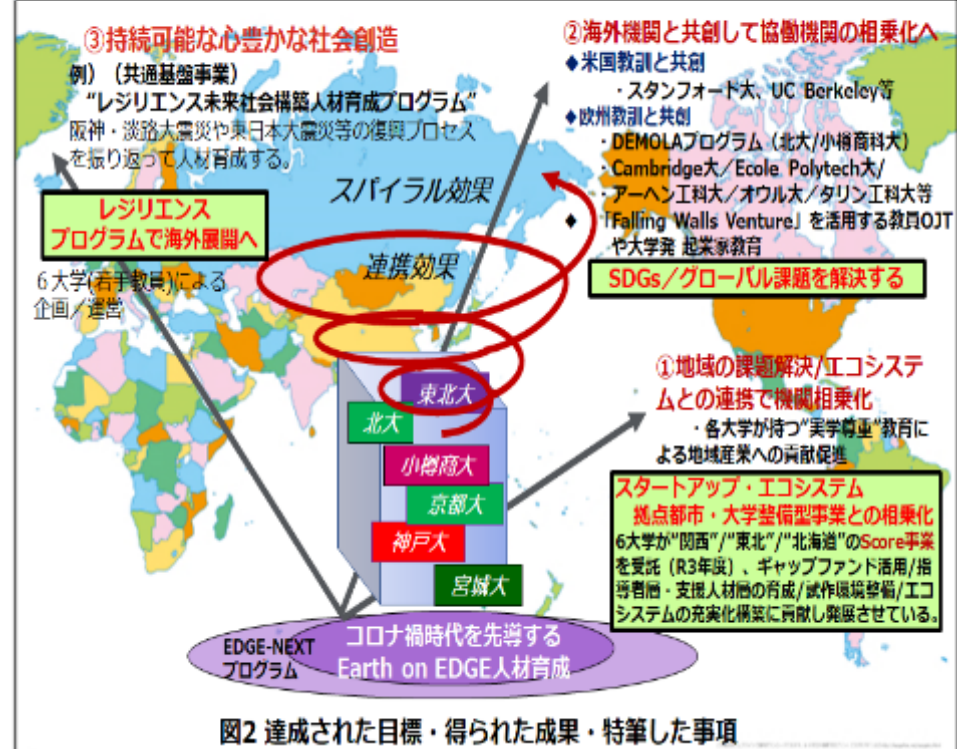 ③持続可能な心豊かな社会創造
例）（共通基盤事業）
“レジリエンス未来社会構築人材育成プログラム”
阪神・淡路大震災や東日本大震災等の復興プロセス
を振り返って人材育成する。
レジリエンス
プログラムで海外展開へ
６大学(若手教員)による
企画／運営
②海外機関と共創して協働機関の相乗化へ
◆米国教訓と共創
・スタンフォード大、UC Berkeley等
◆欧州教訓と共創
・DEMOLAプログラム（北大/小樽商科大）
・Cambridge大／Ecole Polytech大/
・アーヘン工科大／オウル大／タリン工科大等
◆「Falling Walls Venture」を活用する教員OJT
や大学発 起業家教育
SDGs／グローバル課題を解決する
スパイラル効果
連携効果
①地域の課題解決/エコシステ
ムとの連携で機関相乗化
・各大学が持つ“実学尊重”教育に
よる地域産業への貢献促進
スタートアップ・エコシステム
拠点都市・大学整備型事業との相乗化
6大学が“関西”/“東北”/“北海道”のScore事業
を受託（R3年度）、ギャップファンド活用/指
導者層・支援人材層の育成/試作環境整備/エコ
システムの充実化構築に貢献し発展させている。
東北大
北大
小樽商大
京都大
神戸大
宮城大
EDGE-NEXT
プログラム
コロナ禍時代を先導する
Earth on EDGE人材育成
図2 達成された目標・得られた成果・特筆した事項